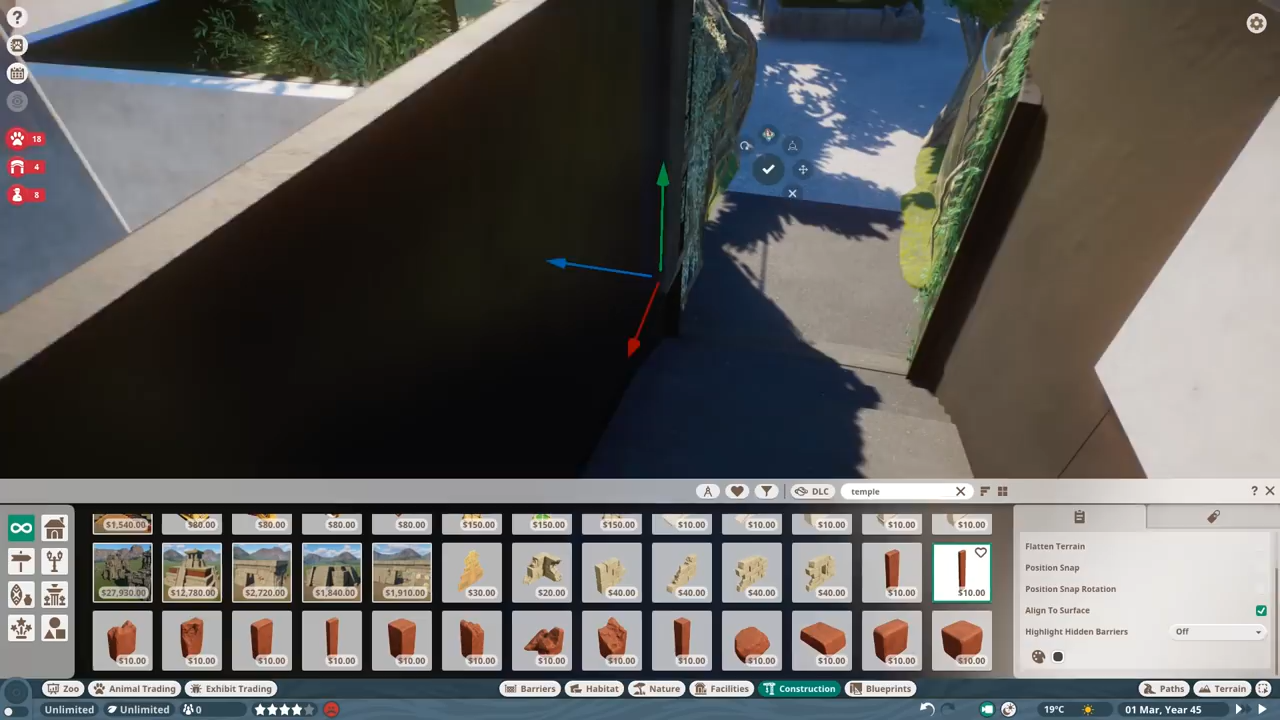 ?
18
4
8
DLC
temple
?
$1,540.00
$80.00
$80.00
$80.00
$80.00
$150.00
$150.00
$150.00
$10.00
$10.00
$10.00
$10.00
$10.00
$27,930.00
$12,780.00
$2,720.00
$1,840.00
$1,910.00
$30.00
$20.00
$40.00
$40.00
$40.00
$40.00
$10.00
$10.00
$10.00
$10.00
$10.00
$10.00
$10.00
$10.00
$20.00
$10.00
$10.00
$10.00
$10.00
$10.00
$10.00
Flatten Terrain
Position Snap
Position Snap Rotation
Align To Surface
Highlight Hidden Barriers
Off
Zoo
Animal Trading
Exhibit Trading
Barriers
Habitat
Nature
Facilities
Construction
Blueprints
Paths
Terrain
Unlimited
Unlimited
0
19°C
01 Mar, Year 45